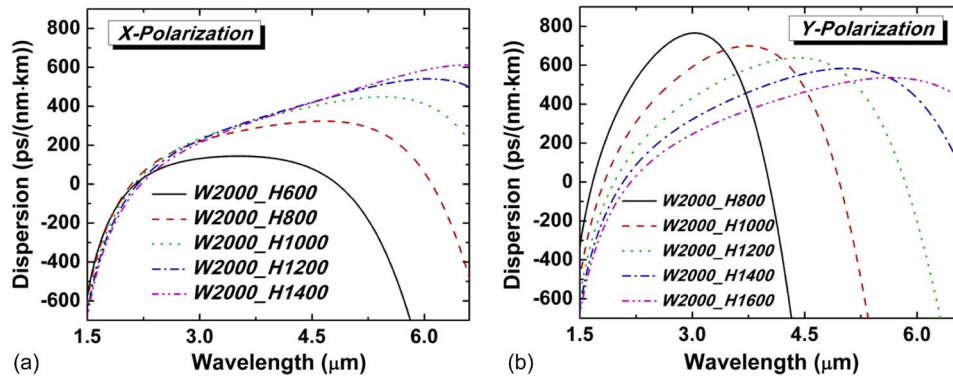 X-Polarization
Dispersion (ps/(nm·km))
800
600
400
200
0
-200
-400
-600
W2000_H600
W2000_H800
W2000_H1000
W2000_H1200
W2000_H1400
1.5 3.0 4.5 6.0
Wavelength (μm)
(a)
Y-Polarization
Dispersion (ps/(nm·km))
800
600
400
200
0
-200
-400
-600
W2000_H800
W2000_H1000
W2000_H1200
W2000_H1400
W2000_H1600
1.5 3.0 4.5 6.0
Wavelength (μm)
(b)